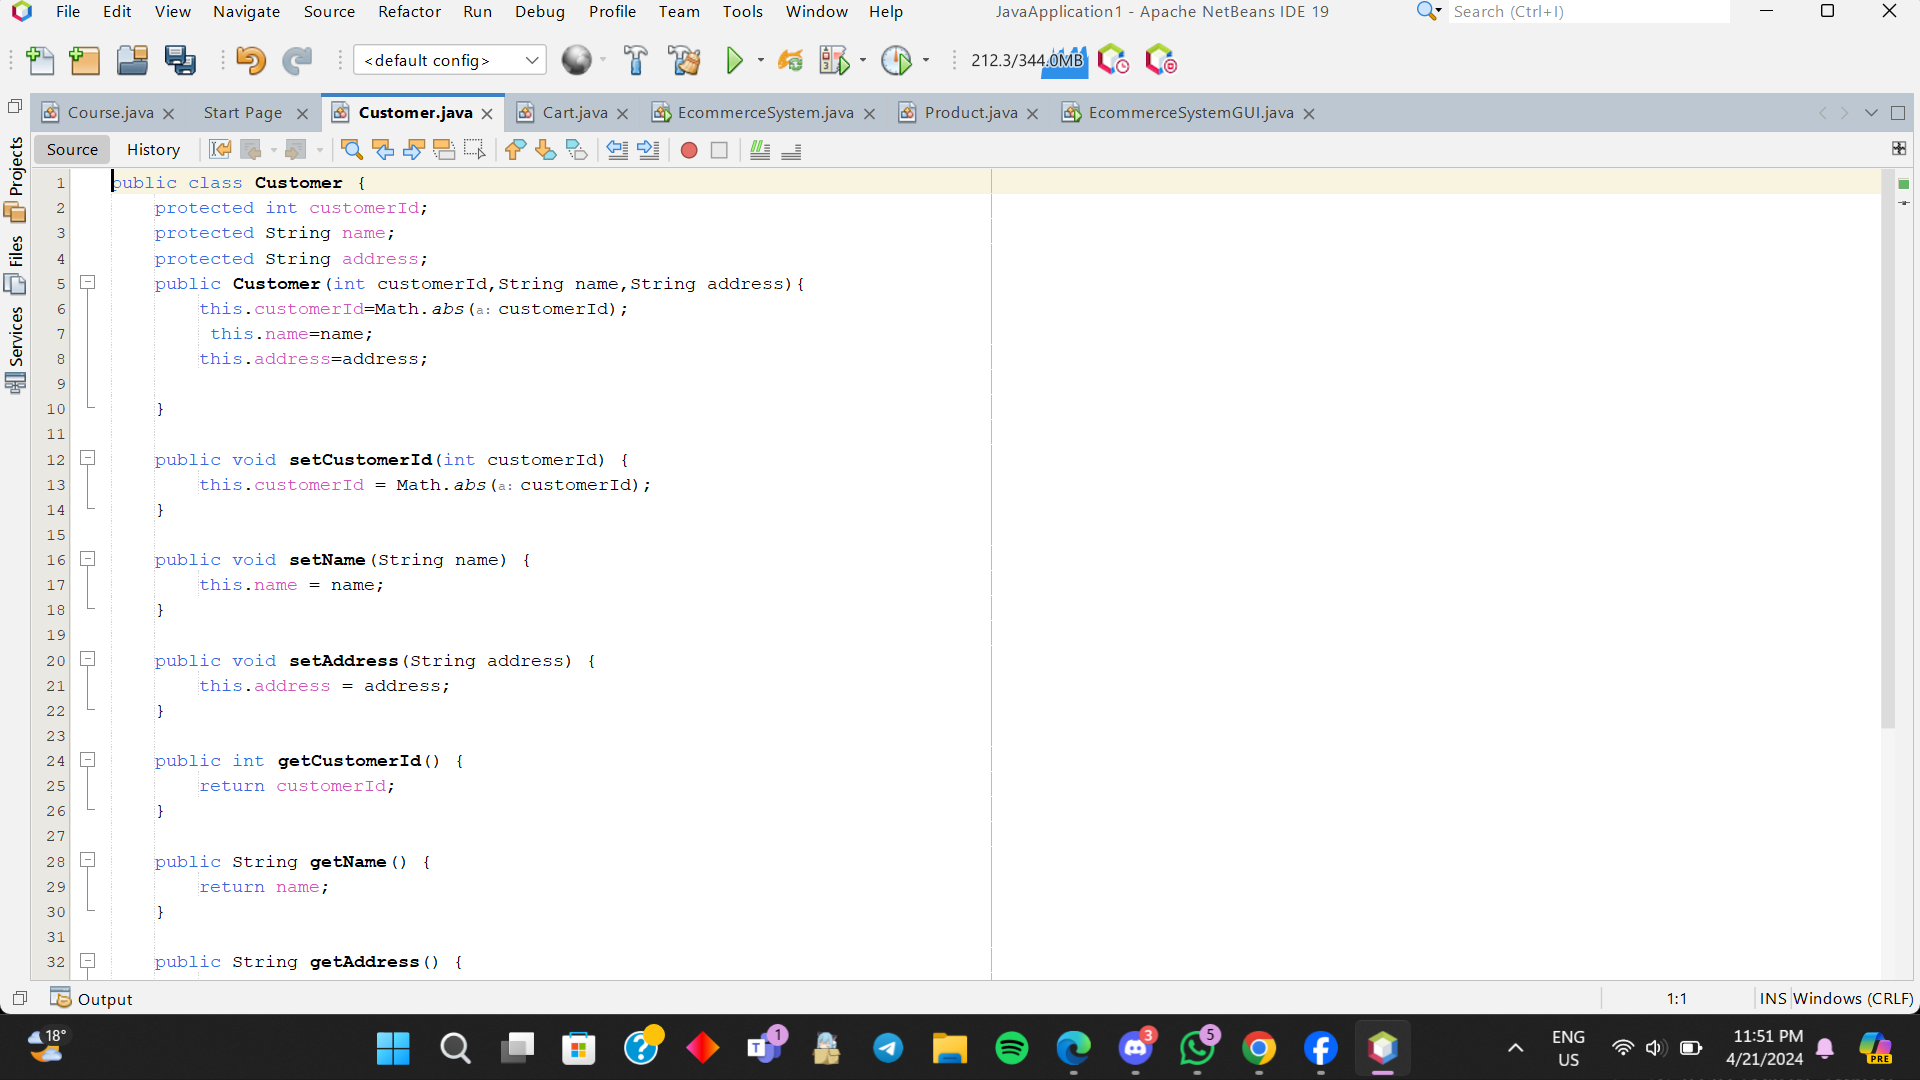 File Edit View Navigate Source Refactor Run Debug Profile Team Tools Window Help
JavaApplication1 - Apache NetBeans IDE 19
Search (Ctrl+I)
<default config>
212.3/344.0MB
Course.java Start Page Customer.java Cart.java EcommerceSystem.java Product.java EcommerceSystemGUI.java
Source History
Projects
Files
Services
1 public class Customer {
2 protected int customerId;
3 protected String name;
4 protected String address;
5 public Customer(int customerId,String name,String address){
6 this.customerId=Math.abs(a: customerId);
7 this.name=name;
8 this.address=address;
9
10 }
11
12 public void setCustomerId(int customerId) {
13 this.customerId = Math.abs(a: customerId);
14 }
15
16 public void setName(String name) {
17 this.name = name;
18 }
19
20 public void setAddress(String address) {
21 this.address = address;
22 }
23
24 public int getCustomerId() {
25 return customerId;
26 }
27
28 public String getName() {
29 return name;
30 }
31
32 public String getAddress() {
Output
1:1 INS Windows (CRLF)
18°
1
3
5
ENG
US
11:51 PM
4/21/2024
PRE